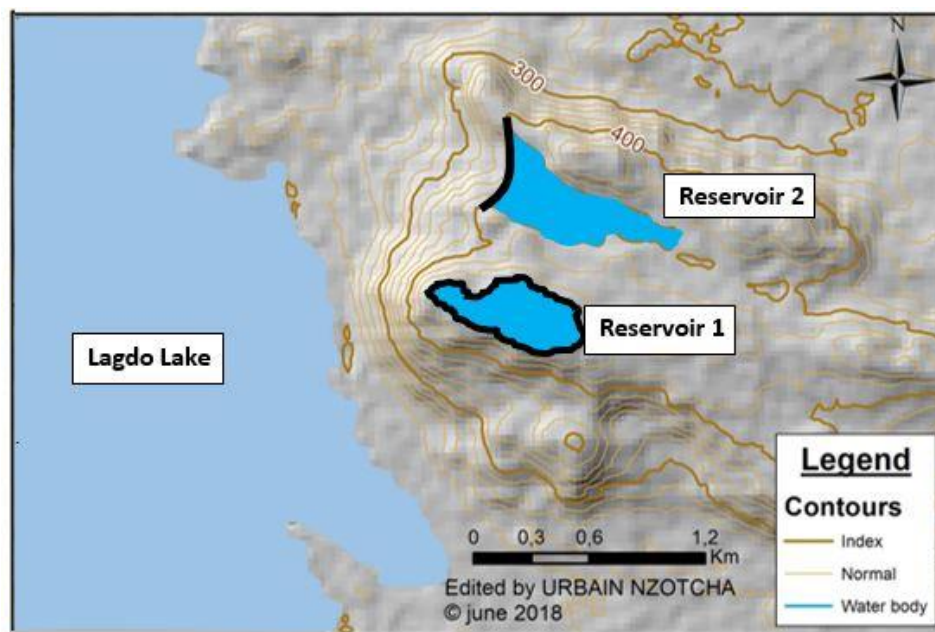 N
300
400
Reservoir 2
Reservoir 1
Lagdo Lake
0 0,3 0,6 1,2
Km
Edited by URBAIN NZOTCHA
© june 2018
Legend
Contours
Index
Normal
Water body